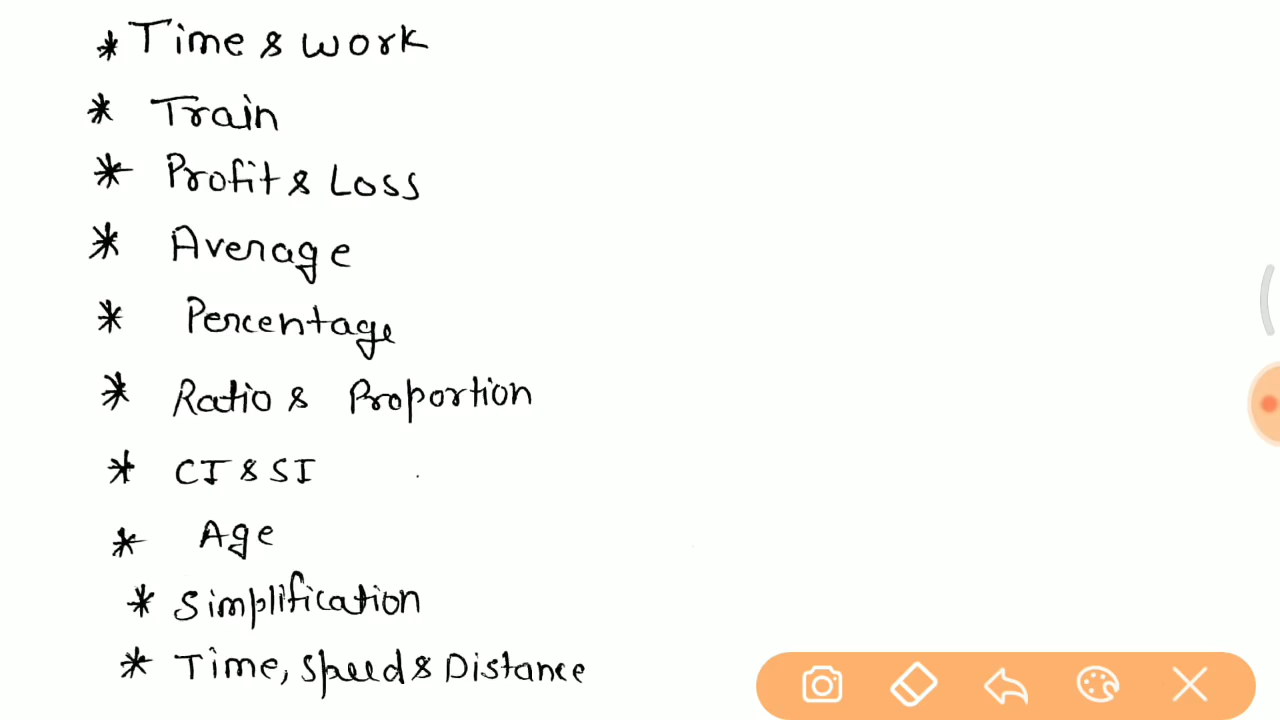 * Time & work
* Train
* Profit & Loss
* Average
* Percentage
* Ratio & Proportion
* CI & SI
* Age
* Simplification
* Time, Speed & Distance